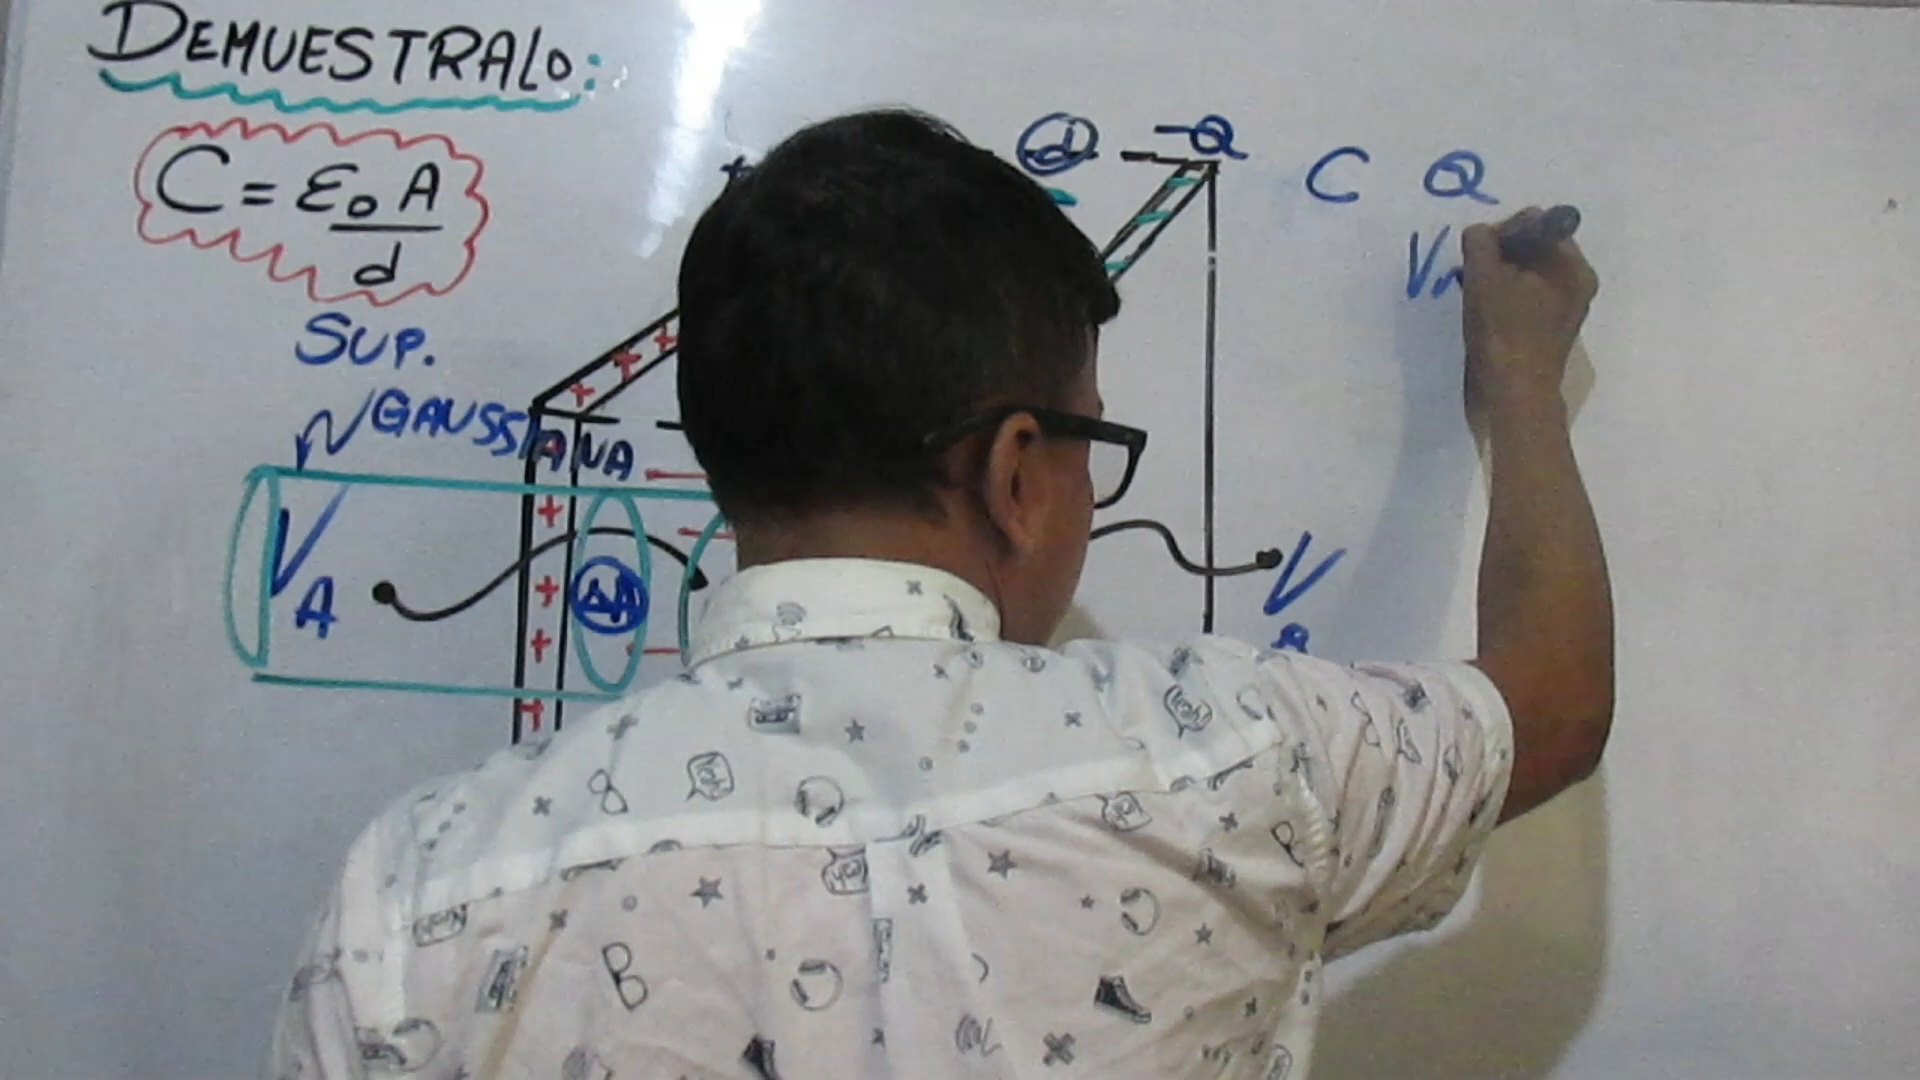 DEMUESTRALO:
C = ε₀ A
d
d -Q
C Q
SUP.
GAUSSIANA
V
A
ΔA
V
B